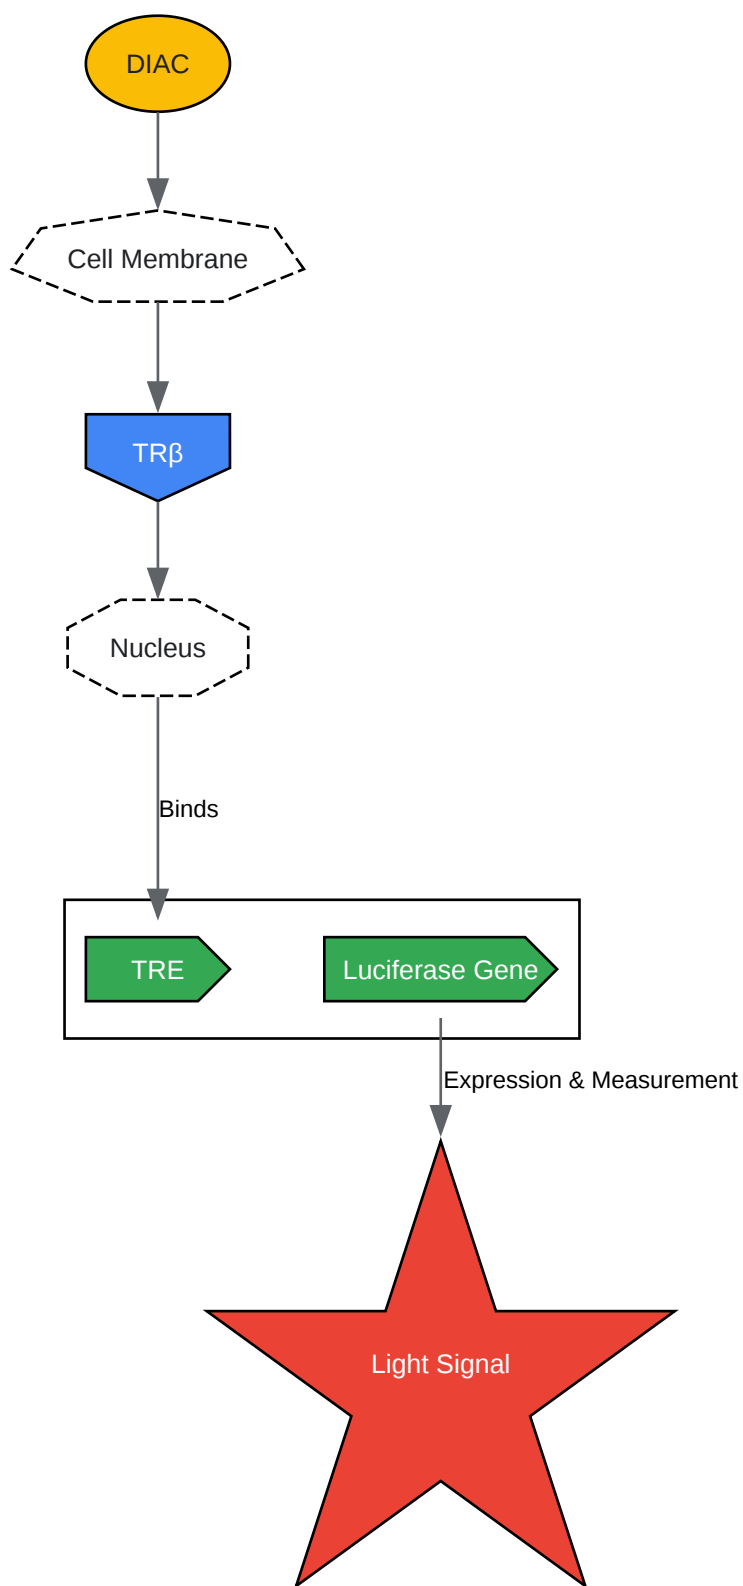 DIAC
Cell Membrane
TRβ
Nucleus
Binds
TRE
Luciferase Gene
Expression & Measurement
Light Signal